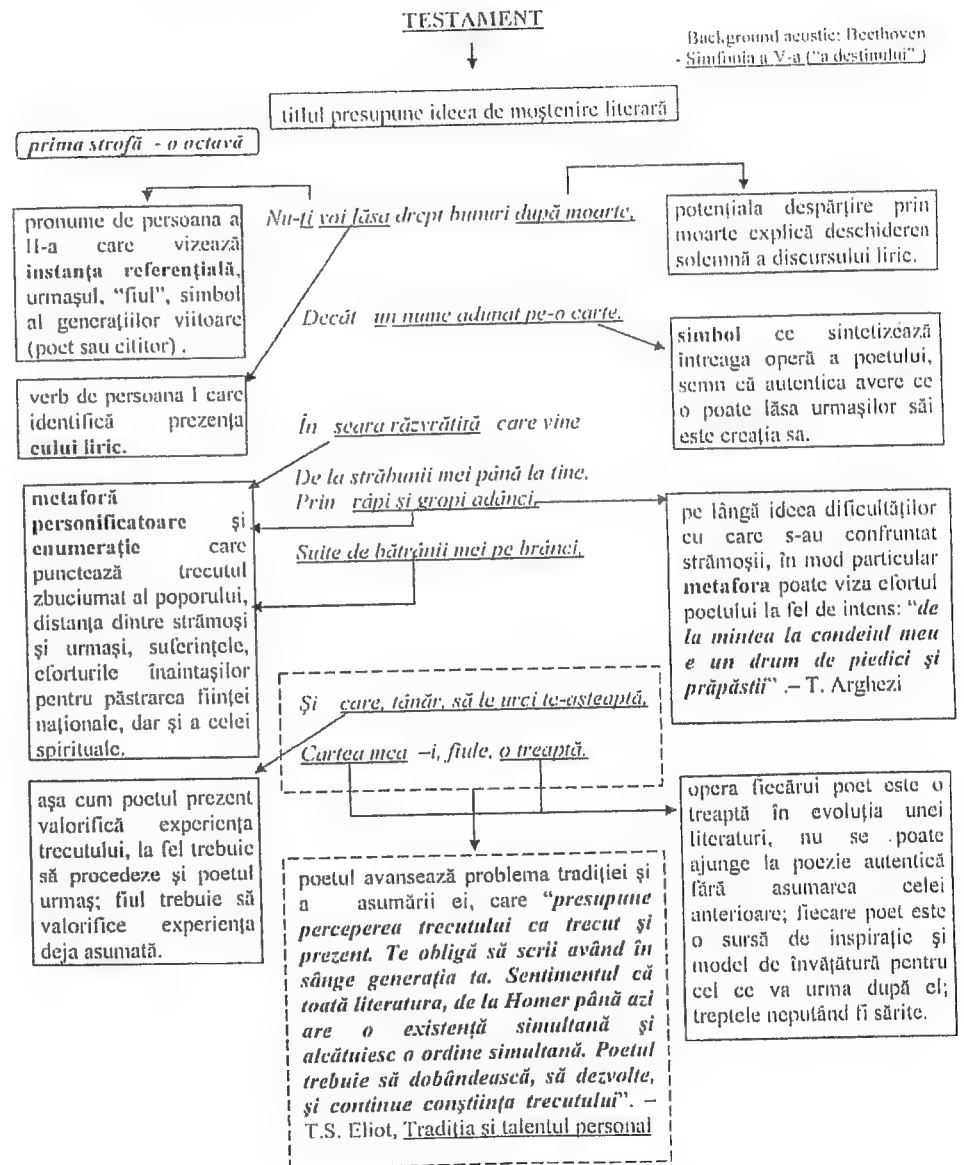 TESTAMENT
Background acustic: Beethoven
- Simfonia a V-a ("a destinului" )
titlul presupune ideea de moştenire literară
prima strofă - o octavă
pronume de persoana a
II-a care vizează
instanţa referenţială,
urmaşul, "fiul", simbol
al generaţiilor viitoare
(poet sau cititor) .
Nu-ţi voi lăsa drept bunuri după moarte,
potenţiala despărţire prin
moarte explică deschiderea
solemnă a discursului liric.
Decât un nume adunat pe-o carte.
simbol ce sintetizează
întreaga operă a poetului,
semn că autentica avere ce
o poate lăsa urmaşilor săi
este creaţia sa.
verb de persoana I care
identifică prezenţa
eului liric.
În seara răzvrătită care vine
De la străbunii mei până la tine.
Prin râpi şi gropi adânci,
Suite de bătrânii mei pe brânci,
metaforă
personificatoare şi
enumeraţie care
punctează trecutul
zbuciumat al poporului,
distanţa dintre strămoşi
şi urmaşi, suferinţele,
eforturile înaintaşilor
pentru păstrarea fiinţei
naţionale, dar şi a celei
spirituale.
pe lângă ideea dificultăţilor
cu care s-au confruntat
strămoşii, în mod particular
metafora poate viza efortul
poetului la fel de intens: "de
la mintea la condeiul meu
e un drum de piedici şi
prăpăstii" .– T. Arghezi
Şi care, tânăr, să le urci te-aşteaptă,
Cartea mea –i, fiule, o treaptă.
aşa cum poetul prezent
valorifică experienţa
trecutului, la fel trebuie
să procedeze şi poetul
urmaş; fiul trebuie să
valorifice experienţa
deja asumată.
opera fiecărui poet este o
treaptă în evoluţia unei
literaturi, nu se poate
ajunge la poezie autentică
fără asumarea celei
anterioare; fiecare poet este
o sursă de inspiraţie şi
model de învăţătură pentru
cel ce va urma după el;
treptele neputând fi sărite.
poetul avansează problema tradiţiei şi
a asumării ei, care "presupune
perceperea trecutului ca trecut şi
prezent. Te obligă să scrii având în
sânge generaţia ta. Sentimentul că
toată literatura, de la Homer până azi
are o existenţă simultană şi
alcătuiesc o ordine simultană. Poetul
trebuie să dobândească, să dezvolte,
şi continue conştiinţa trecutului". –
T.S. Eliot, Tradiţia şi talentul personal